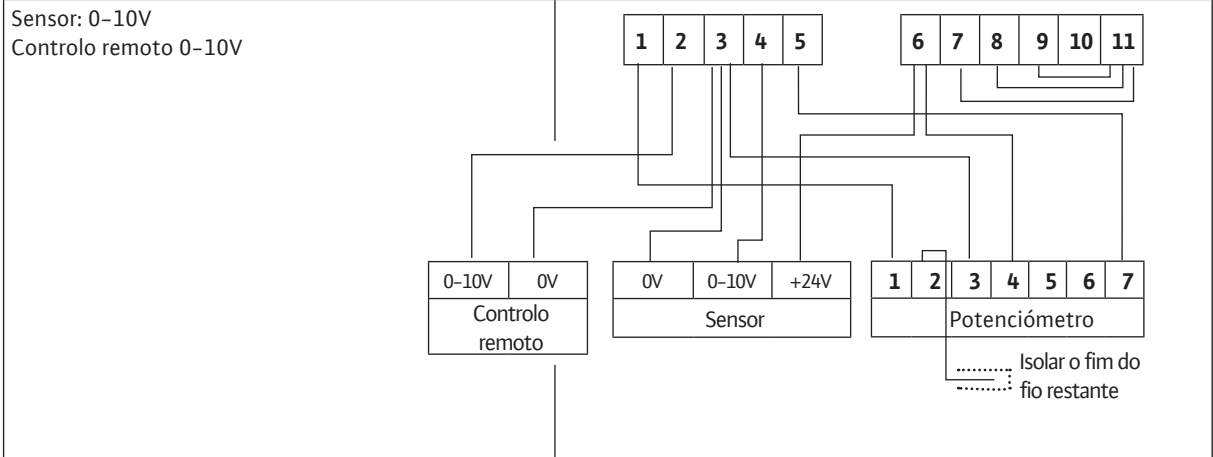 Sensor: 0–10V
Controlo remoto 0–10V
1 2 3 4 5
6 7 8 9 10 11
0–10V 0V
Controlo
remoto
0V 0–10V +24V
Sensor
1 2 3 4 5 6 7
Potenciómetro
Isolar o fim do
fio restante